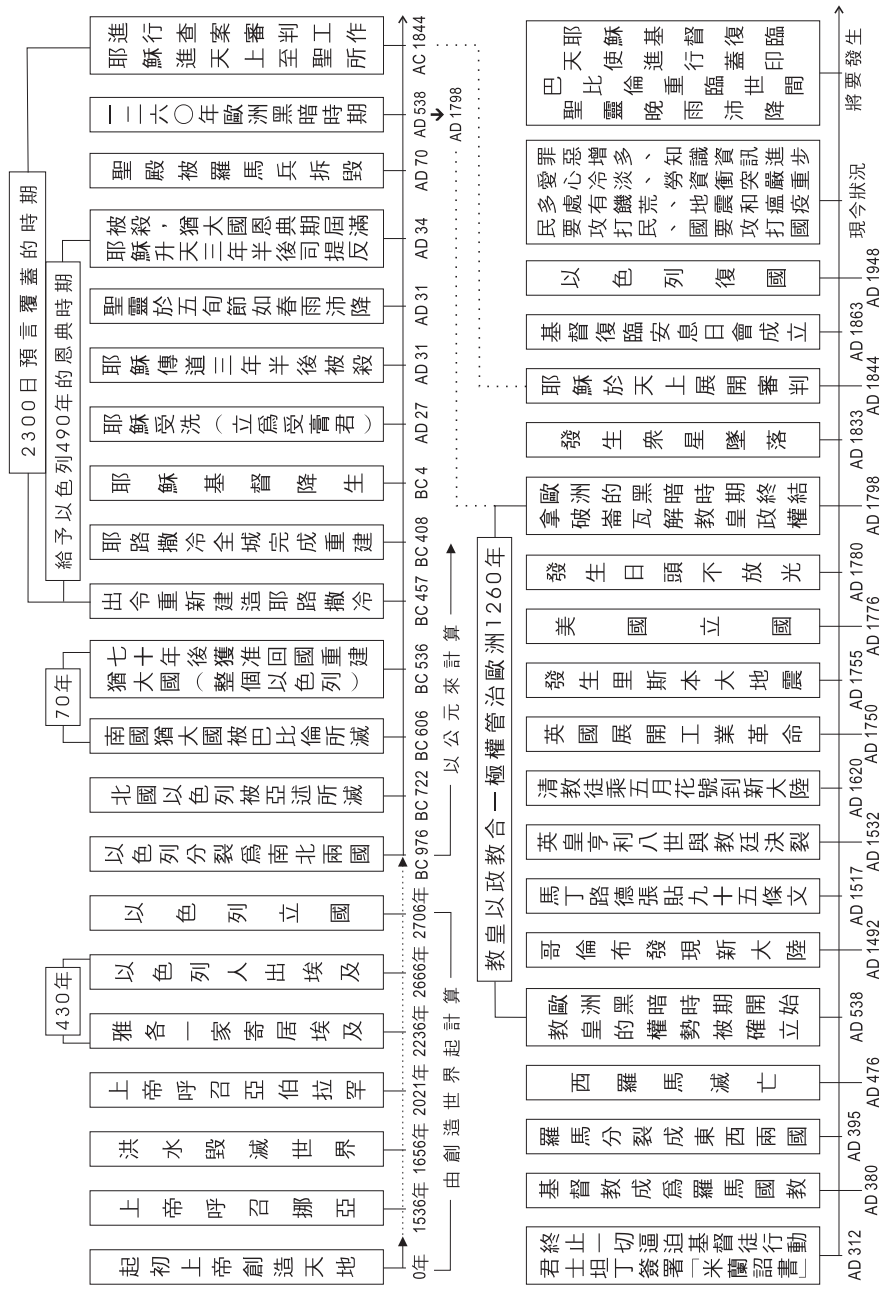 2300日預言覆蓋的時期
給予以色列490年的恩典時期
430年
70年
起初上帝創造天地
上帝呼召挪亞
洪水毀滅世界
上帝呼召亞伯拉罕
雅各一家寄居埃及
以色列人出埃及
以色列立國
以色列分裂爲南北兩國
北國以色列被亞述所滅
南國猶大國被巴比倫所滅
猶大國（整個以色列）
七十年後獲准回國重建
出令重新建造耶路撒冷
耶路撒冷全城完成重建
耶穌基督降生
耶穌受洗（立爲受膏君）
耶穌傳道三年半後被殺
聖靈於五旬節如春雨沛降
耶穌升天三年半後司提反
被殺，猶大國恩典期屆滿
聖殿被羅馬兵拆毀
一二六〇年歐洲黑暗時期
耶穌進天上至聖所
進行查案審判工作
0年
1536年
1656年
2021年
2236年
2666年
2706年
BC 976
BC 722
BC 606
BC 536
BC 457
BC 408
BC 4
AD 27
AD 31
AD 31
AD 34
AD 70
AD 538
AD 1798
AC 1844
由創造世界起計算
以公元來計算
教皇以政教合一極權管治歐洲1260年
君士坦丁簽署「米蘭詔書」
終止一切逼迫基督徒行動
基督教成爲羅馬國教
羅馬分裂成東西兩國
西羅馬滅亡
教皇的權勢被確立
歐洲黑暗時期開始
哥倫布發現新大陸
馬丁路德張貼九十五條文
英皇亨利八世與教廷決裂
清教徒乘五月花號到新大陸
英國展開工業革命
發生里斯本大地震
美國立國
發生日頭不放光
拿破崙瓦解教皇政權
歐洲的黑暗時期終結
發生衆星墜落
耶穌於天上展開審判
基督復臨安息日會成立
以色列復國
罪惡增多、知識資訊進步
愛心冷淡、勞資衝突嚴重
多處有饑荒、地震和瘟疫
民要攻打民、國要攻打國
耶穌基督復臨
天使進行蓋印
巴比倫重臨世間
聖靈晚雨沛降
AD 312
AD 380
AD 395
AD 476
AD 538
AD 1492
AD 1517
AD 1532
AD 1620
AD 1750
AD 1755
AD 1776
AD 1780
AD 1798
AD 1833
AD 1844
AD 1863
AD 1948
現今狀況
將要發生